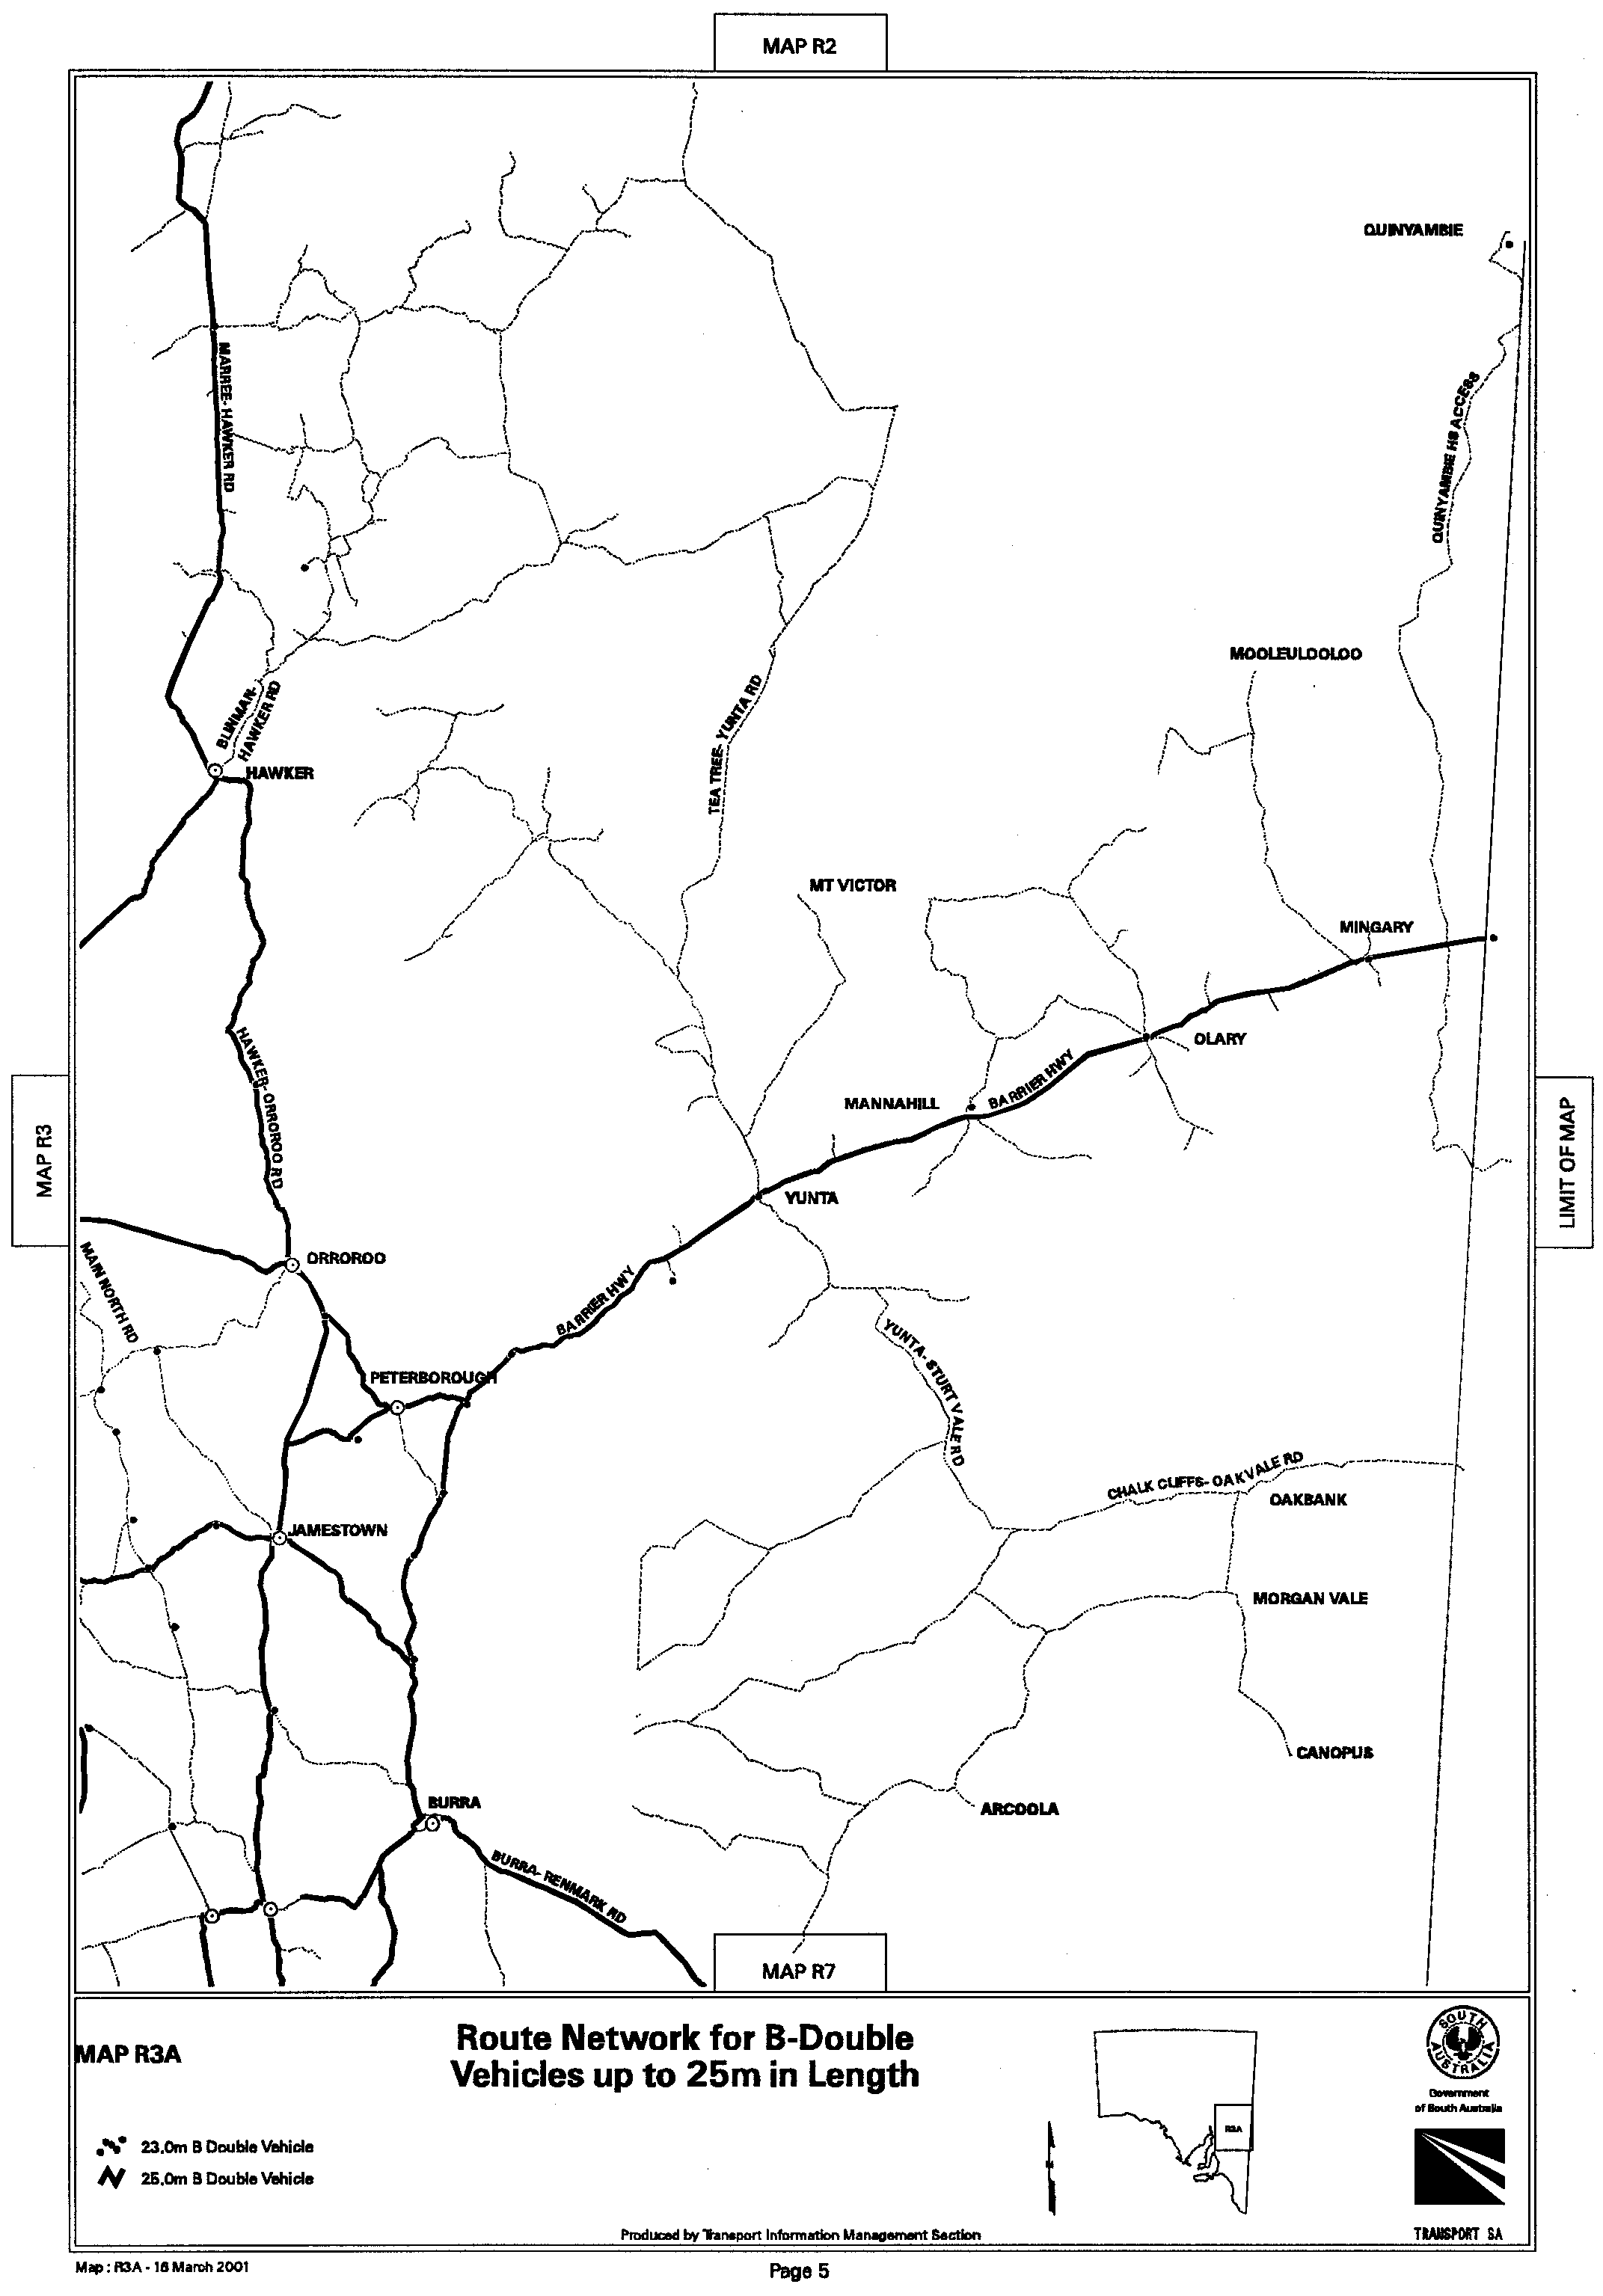 MAP R2
QUINYAMBIE
MARREE- HAWKER RD
QUINYAMBIE HS ACCESS
MOOLEULOOLOO
BLINMAN-
HAWKER RD
TEA TREE- YUNTA RD
HAWKER
MT VICTOR
MINGARY
HAWKER- ORROROO RD
OLARY
BARRIER HWY
MANNAHILL
MAP R3
LIMIT OF MAP
YUNTA
MAIN NORTH RD
ORROROO
BARRIER HWY
YUNTA- STURT VALE RD
PETERBOROUGH
CHALK CLIFFS- OAKVALE RD
OAKBANK
JAMESTOWN
MORGAN VALE
CANOPUS
BURRA
ARCOOLA
BURRA- RENMARK RD
MAP R7
MAP R3A
Route Network for B-Double
Vehicles up to 25m in Length
SOUTH
AUSTRALIA
Government
of South Australia
R3A
N
23.0m B Double Vehicle
25.0m B Double Vehicle
TRANSPORT SA
Produced by Transport Information Management Section
Map : R3A - 16 March 2001
Page 5